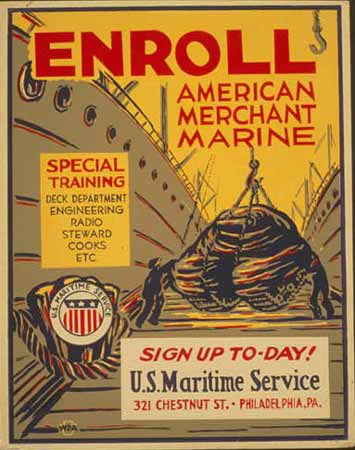 ENROLL
AMERICAN
MERCHANT
MARINE
SPECIAL
TRAINING
DECK DEPARTMENT
ENGINEERING
RADIO
STEWARD
COOKS
ETC.
U.S. MARITIME SERVICE
SIGN UP TO-DAY!
U.S. Maritime Service
321 CHESTNUT ST. • PHILADELPHIA, PA.
WPA